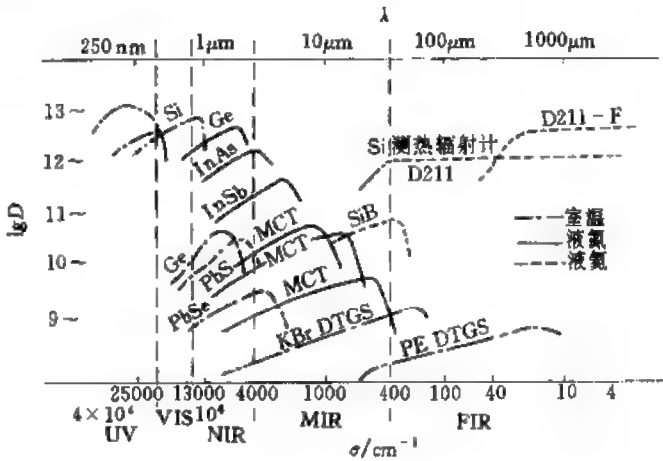 λ
250 nm 1μm 10μm 100μm 1000μm
13~
Si
Ge
D211-F
InAs
Si测热辐射计
12~
D211
InSb
lgD
11~
SiB
室温
MCT
液氮
Ge
PbS
MCT
液氦
10~
MCT
PbSe
9~
KBr DTGS
PE DTGS
25000 13000 4000 1000 400 100 40 10 4
4×10⁴ VIS 10⁴ MIR FIR
UV NIR σ/cm⁻¹